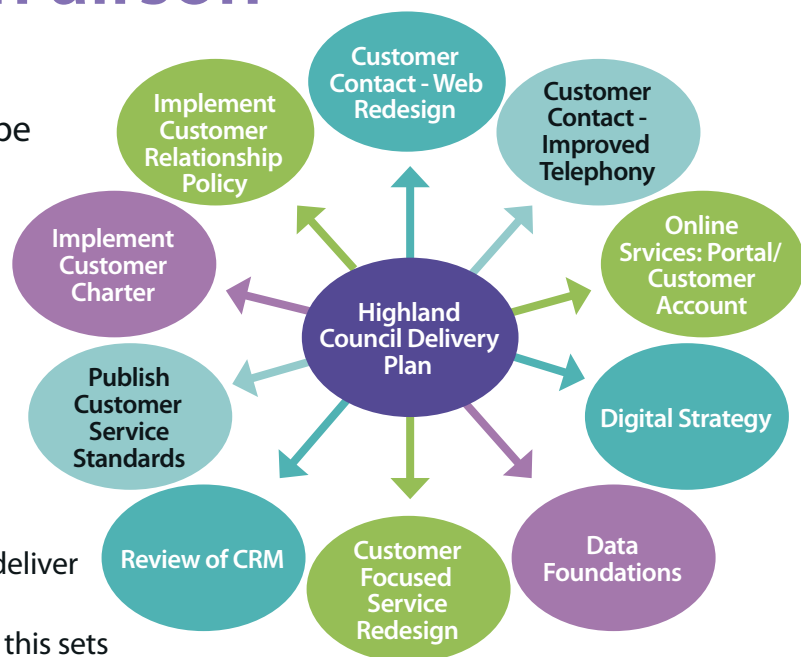 Customer
Contact - Web
Redesign
Customer
Contact -
Improved
Telephony
Online
Srvices: Portal/
Customer
Account
Digital Strategy
Data
Foundations
Customer
Focused
Service
Redesign
Review of CRM
Publish
Customer
Service
Standards
Implement
Customer
Charter
Implement
Customer
Relationship
Policy
Highland
Council Delivery
Plan
deliver
this sets